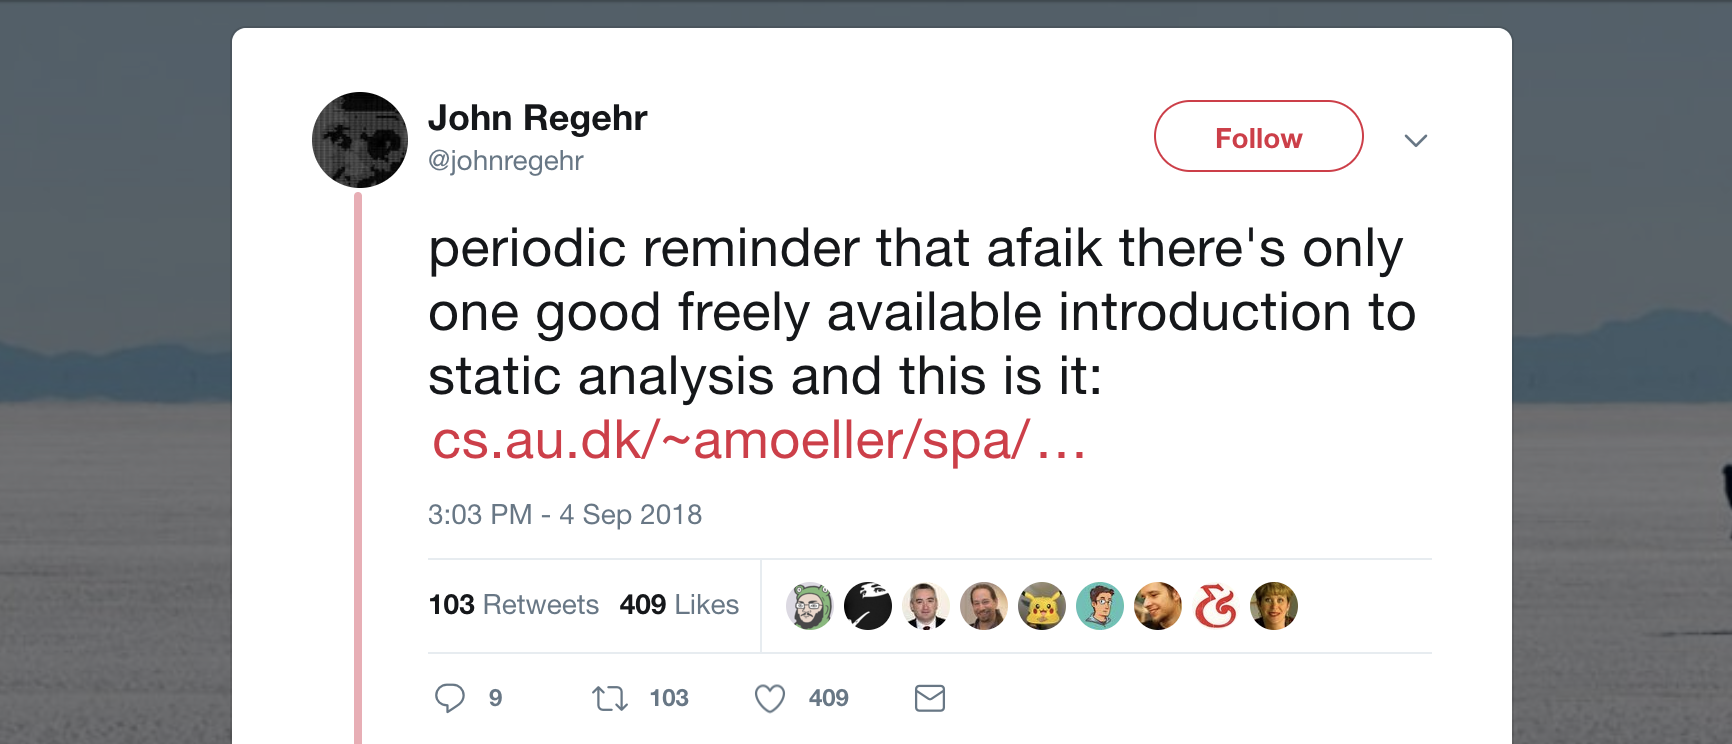 John Regehr
@johnregehr
Follow
periodic reminder that afaik there's only
one good freely available introduction to
static analysis and this is it:
cs.au.dk/~amoeller/spa/…
3:03 PM - 4 Sep 2018
103 Retweets 409 Likes
&
9 103 409